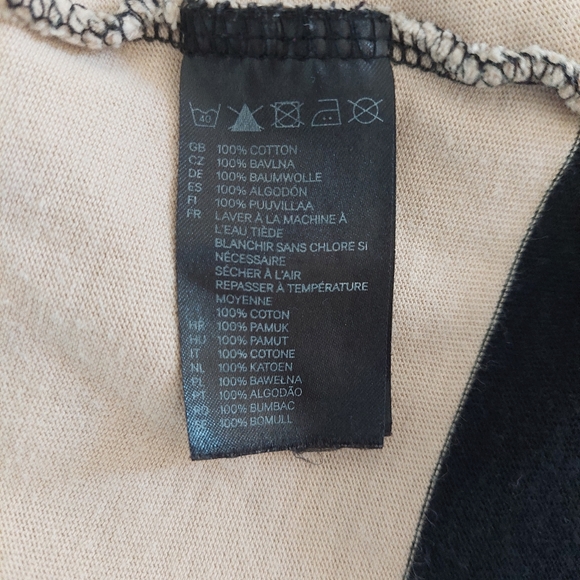 40
GB 100% COTTON
CZ 100% BAVLNA
DE 100% BAUMWOLLE
ES 100% ALGODÓN
FI 100% PUUVILLAA
FR LAVER À LA MACHINE À
L'EAU TIÈDE
BLANCHIR SANS CHLORE SI
NÉCESSAIRE
SÉCHER À L'AIR
REPASSER À TEMPÉRATURE
MOYENNE
100% COTON
HR 100% PAMUK
HU 100% PAMUT
IT 100% COTONE
NL 100% KATOEN
PL 100% BAWEŁNA
PT 100% ALGODÃO
RO 100% BUMBAC
SE 100% BOMULL